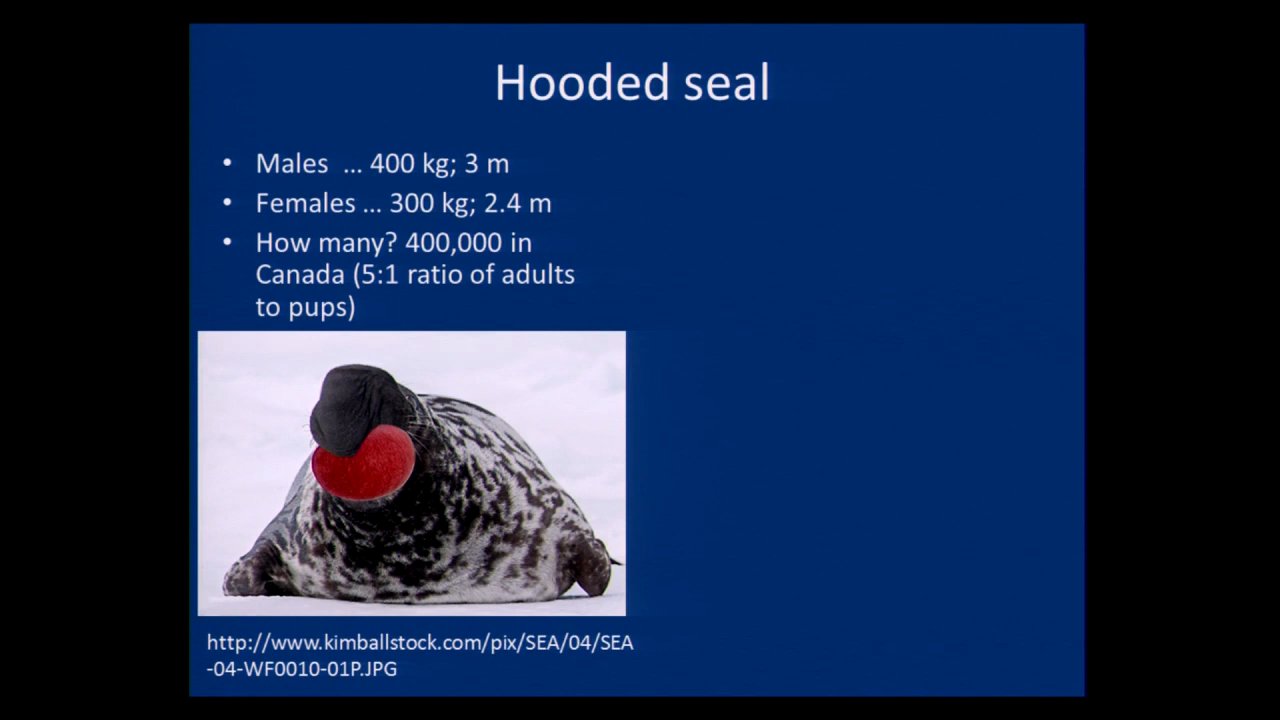 Hooded seal
• Males … 400 kg; 3 m
• Females … 300 kg; 2.4 m
• How many? 400,000 in
Canada (5:1 ratio of adults
to pups)
http://www.kimballstock.com/pix/SEA/04/SEA
-04-WF0010-01P.JPG